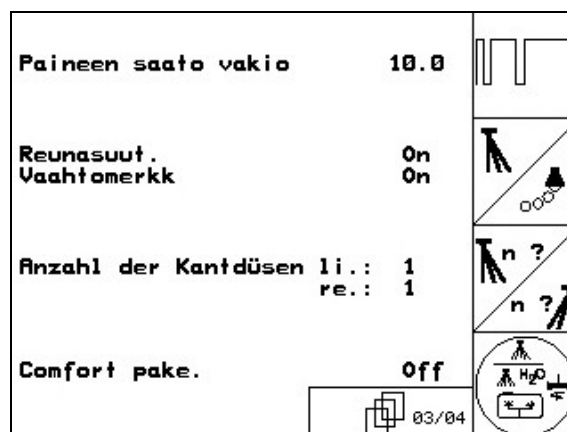 Paineen saato vakio 10.0
Reunasuut. On
Vaahtomerkk On
Anzahl der Kantdüsen li.: 1
re.: 1
Comfort pake. Off
n ?
n ?
H₂O
03/04